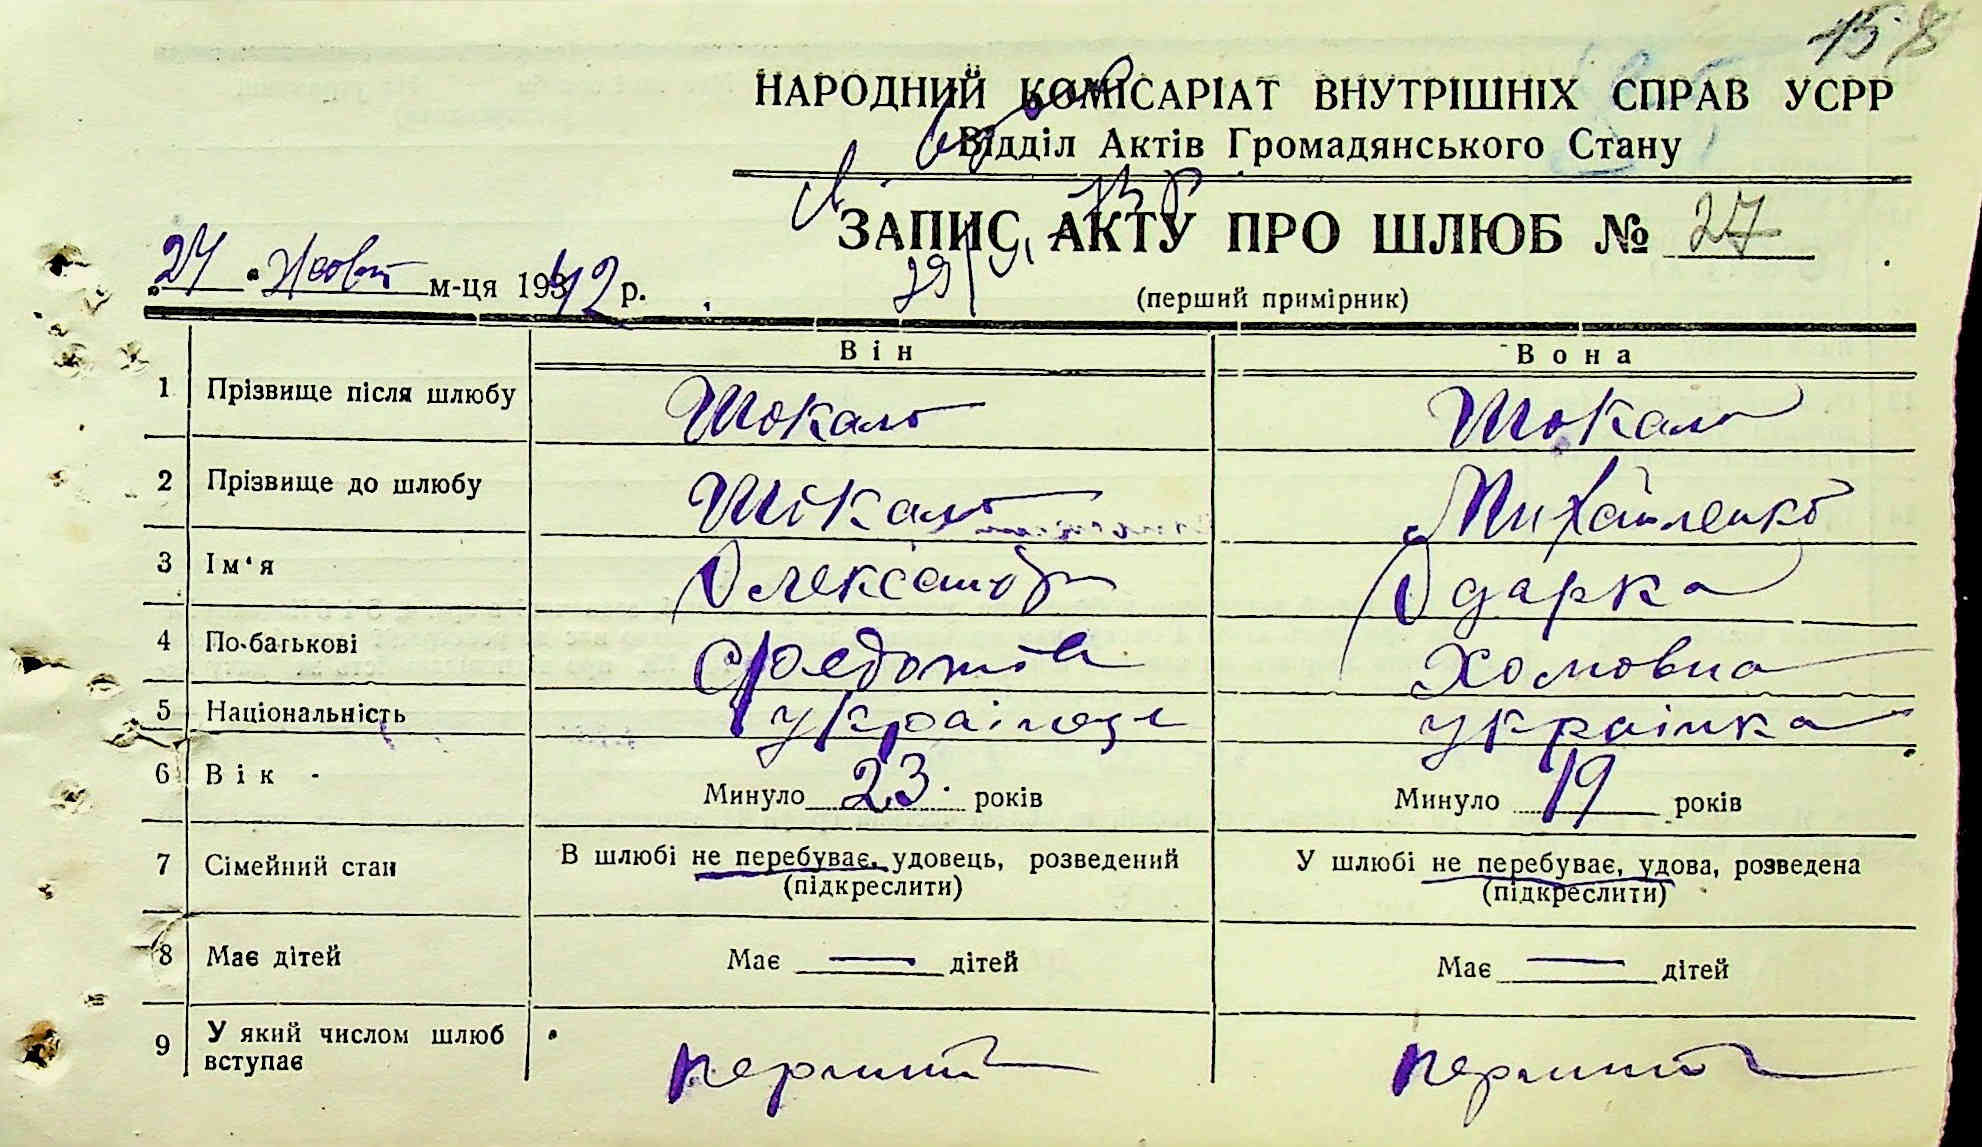 158
НАРОДНИЙ КОМІСАРІАТ ВНУТРІШНІХ СПРАВ УСРР
Відділ Актів Громадянського Стану
ЗАПИС АКТУ ПРО ШЛЮБ № 27
27 Жовт м-ця 1942 р.
(перший примірник)
Він Вона
1 Прізвище після шлюбу Шокало Шокало
2 Прізвище до шлюбу Шокало Михайленко
3 Ім'я Олександр Одарка
4 По-батькові Хомовна
5 Національність українець українка
6 Вік - Минуло 23 років Минуло 19 років
7 Сімейний стан В шлюбі не перебуває, удовець, розведений У шлюбі не перебуває, удова, розведена
(підкреслити) (підкреслити)
8 Має дітей Має — дітей Має — дітей
9 У який числом шлюб вступає перший перший